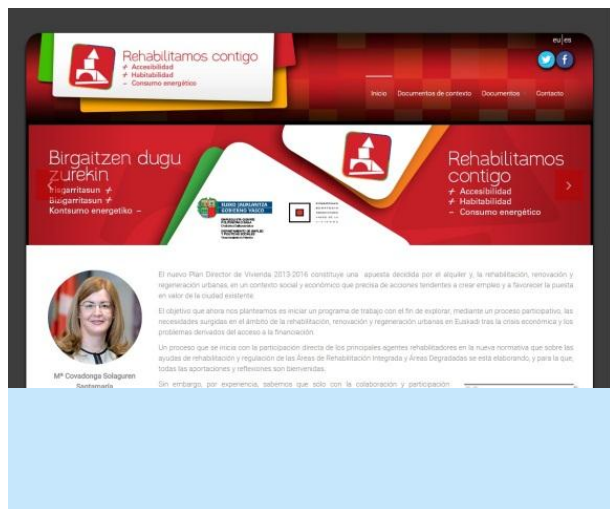 eu|es
Rehabilitamos contigo
+ Accesibilidad
+ Habitabilidad
– Consumo energético
Inicio Documentos de contexto Documentos Contacto
Birgaitzen dugu
zurekin
Irisgarritasun +
Bizigarritasun +
Kontsumo energetiko –
EUSKO JAURLARITZA
GOBIERNO VASCO
Rehabilitamos
contigo
+ Accesibilidad
+ Habitabilidad
– Consumo energético
El nuevo Plan Director de Vivienda 2013-2016 constituye una apuesta decidida por el alquiler y, la rehabilitación, renovación y
regeneración urbanas, en un contexto social y económico que precisa de acciones tendentes a crear empleo y a favorecer la puesta
en valor de la ciudad existente.
El objetivo que ahora nos planteamos es iniciar un programa de trabajo con el fin de explorar, mediante un proceso participativo, las
necesidades surgidas en el ámbito de la rehabilitación, renovación y regeneración urbanas en Euskadi tras la crisis económica y los
problemas derivados del acceso a la financiación.
Un proceso que se inicia con la participación directa de los principales agentes rehabilitadores en la nueva normativa que sobre las
ayudas de rehabilitación y regulación de las Áreas de Rehabilitación Integrada y Áreas Degradadas se está elaborando, y para la que,
todas las aportaciones y reflexiones son bienvenidas.
Sin embargo, por experiencia, sabemos que sólo con la colaboración y participación
Mª Covadonga Solaguren
Santamaría